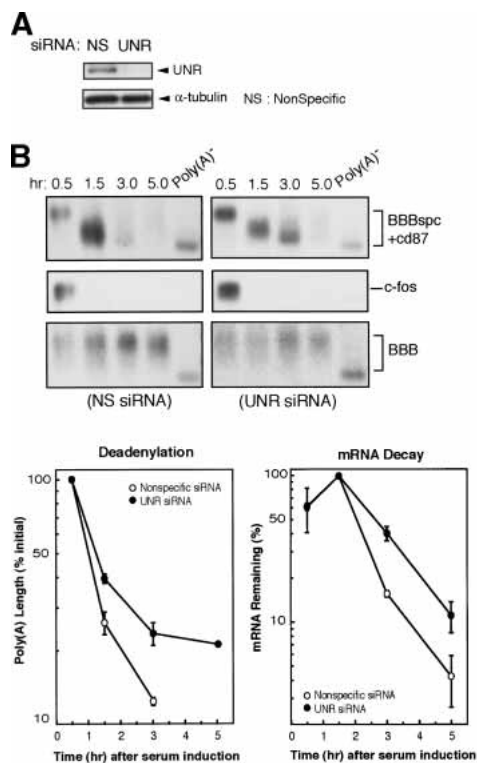 A
siRNA: NS UNR
UNR
α-tubulin NS : NonSpecific
B
hr: 0.5 1.5 3.0 5.0 Poly(A)⁻ 0.5 1.5 3.0 5.0 Poly(A)⁻
BBBspc
+cd87
c-fos
BBB
(NS siRNA) (UNR siRNA)
Deadenylation
Poly(A) Length (% initial)
100
50
10
Nonspecific siRNA
UNR siRNA
0 1 2 3 4 5
Time (hr) after serum induction
mRNA Decay
mRNA Remaining (%)
100
50
10
Nonspecific siRNA
UNR siRNA
0 1 2 3 4 5
Time (hr) after serum induction